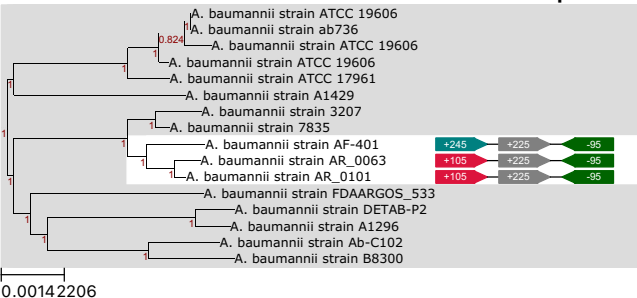 A. baumannii strain ATCC 19606
1 A. baumannii strain ab736
0.824 A. baumannii strain ATCC 19606
1 A. baumannii strain ATCC 19606
1 A. baumannii strain ATCC 17961
1 A. baumannii strain A1429
A. baumannii strain 3207
1 A. baumannii strain 7835
1 A. baumannii strain AF-401 +245 +225 -95
1 A. baumannii strain AR_0063 +105 +225 -95
1 1 A. baumannii strain AR_0101 +105 +225 -95
A. baumannii strain FDAARGOS_533
1 A. baumannii strain DETAB-P2
1 A. baumannii strain A1296
1 A. baumannii strain Ab-C102
1 A. baumannii strain B8300
0.00142206